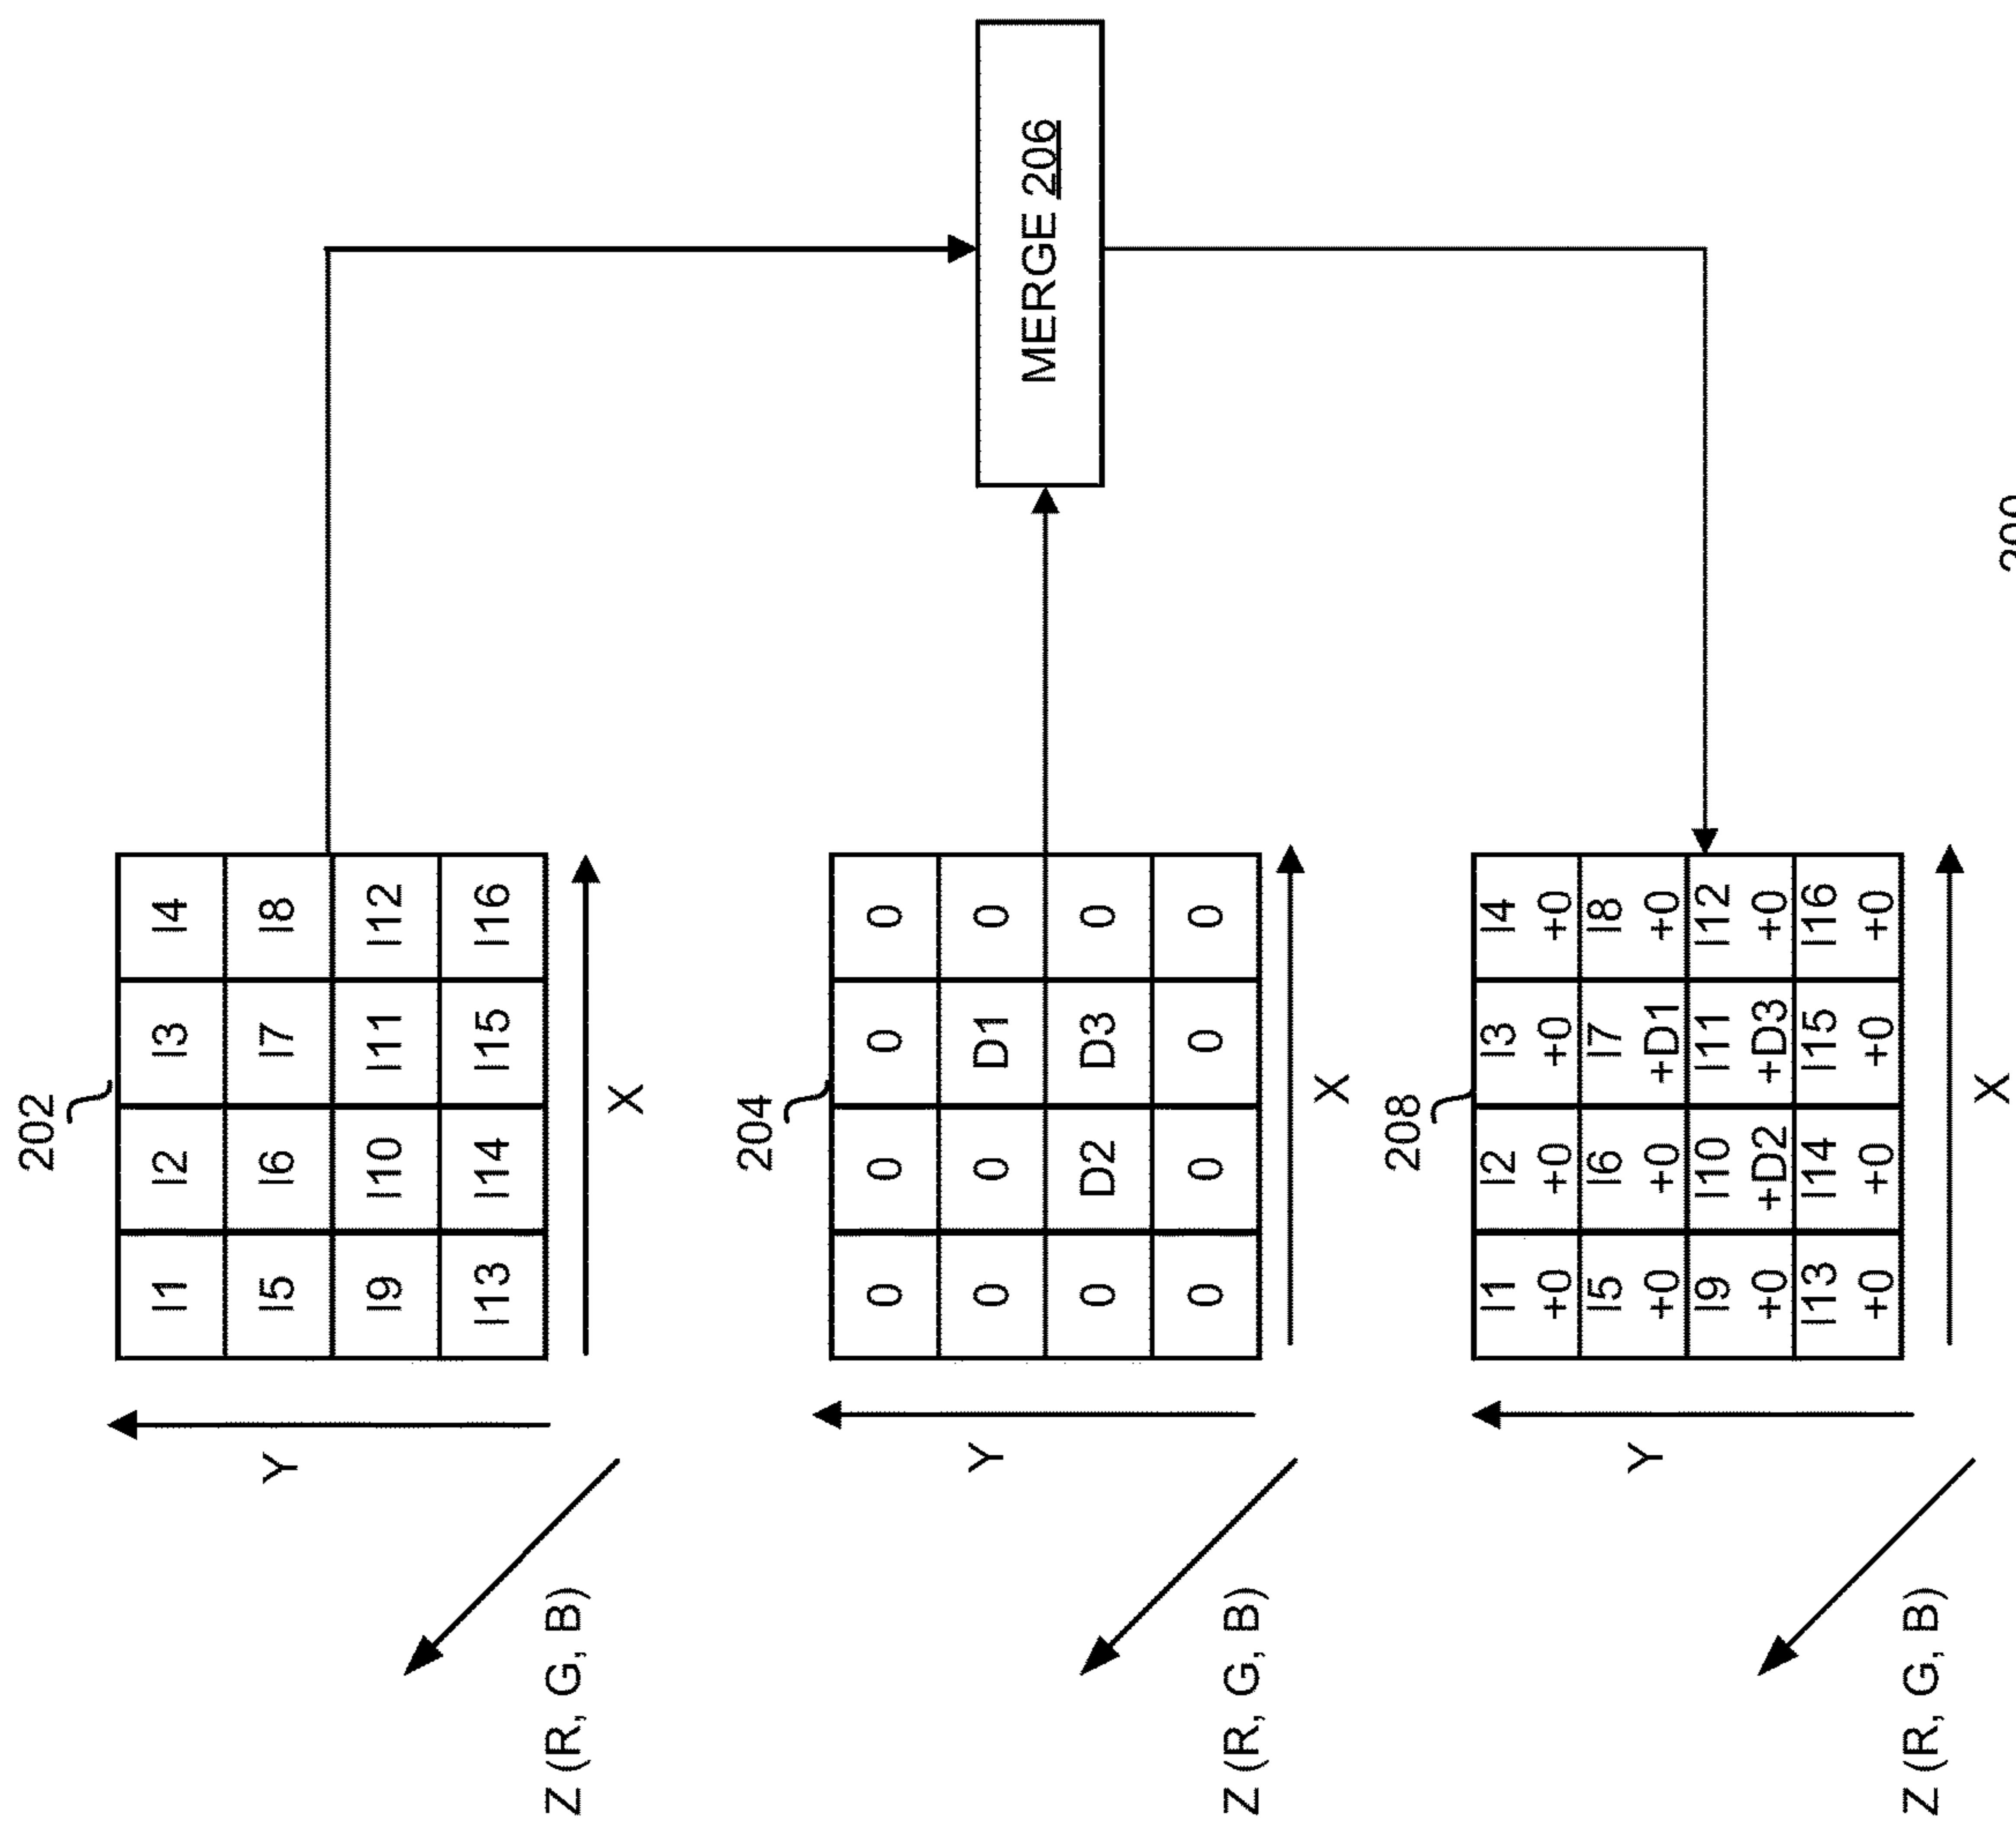 202
I1 I2 I3 I4
I5 I6 I7 I8
I9 I10 I11 I12
I13 I14 I15 I16
Y
X
Z (R, G, B)
204
0 0 0 0
0 0 D1 0
0 D2 D3 0
0 0 0 0
Y
X
Z (R, G, B)
MERGE 206
208
I1 I2 I3 I4
+0 +0 +0 +0
I5 I6 I7 I8
+0 +0 +D1 +0
I9 I10 I11 I12
+0 +D2 +D3 +0
I13 I14 I15 I16
+0 +0 +0 +0
Y
X
Z (R, G, B)